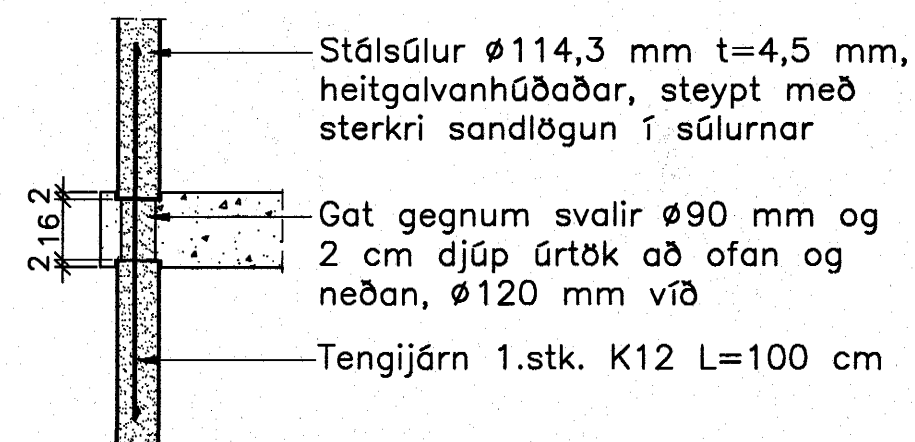 Stálsúlur ø114,3 mm t=4,5 mm,
heitgalvanhúðaðar, steypt með
sterkri sandlögun í súlurnar
2
16
2
Gat gegnum svalir ø90 mm og
2 cm djúp úrtök að ofan og
neðan, ø120 mm víð
Tengijárn 1.stk. K12 L=100 cm